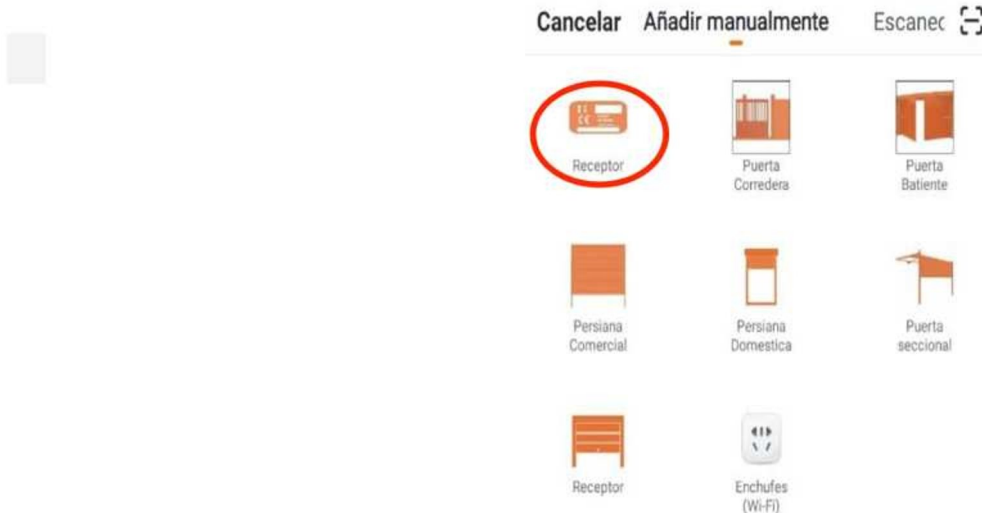 Cancelar Añadir manualmente Escanec
Receptor
Puerta
Corredera
Puerta
Batiente
Persiana
Comercial
Persiana
Domestica
Puerta
seccional
Receptor
Enchufes
(Wi-Fi)